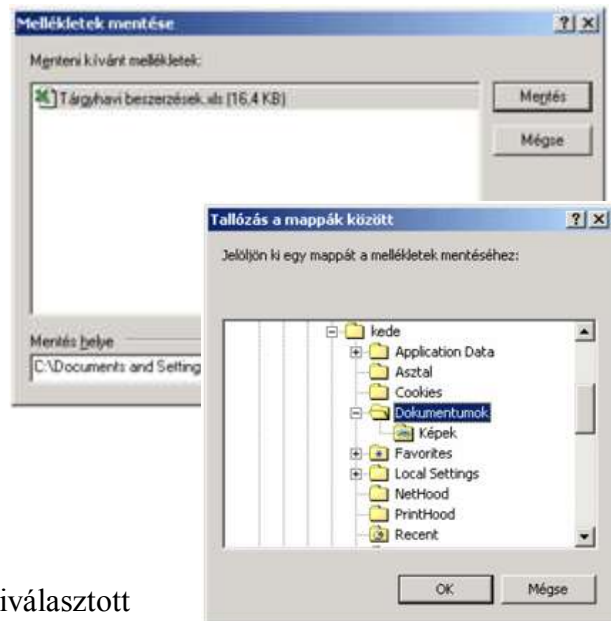 Mellékletek mentése
Menteni kívánt mellékletek:
Tárgyhavi beszerzések.xls (16,4 KB)
Mentés
Mégse
Mentés helye
C:\Documents and Setting
Tallózás a mappák között
Jelöljön ki egy mappát a mellékletek mentéséhez:
kede
Application Data
Asztal
Cookies
Dokumentumok
Képek
Favorites
Local Settings
NetHood
PrintHood
Recent
OK
Mégse
iválasztott